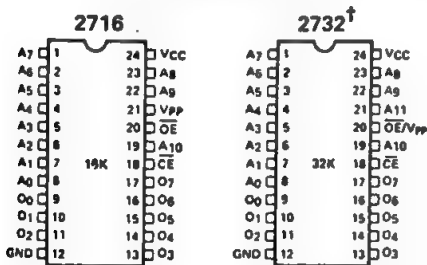 2716
A7 1 24 VCC
A6 2 23 A8
A5 3 22 A9
A4 4 21 VPP
A3 5 20 OE
A2 6 19 A10
A1 7 16K 18 CE
A0 8 17 O7
O0 9 16 O6
O1 10 15 O5
O2 11 14 O4
GND 12 13 O3
2732†
A7 1 24 VCC
A6 2 23 A8
A5 3 22 A9
A4 4 21 A11
A3 5 20 OE/VPP
A2 6 19 A10
A1 7 32K 18 CE
A0 8 17 O7
O0 9 16 O6
O1 10 15 O5
O2 11 14 O4
GND 12 13 O3